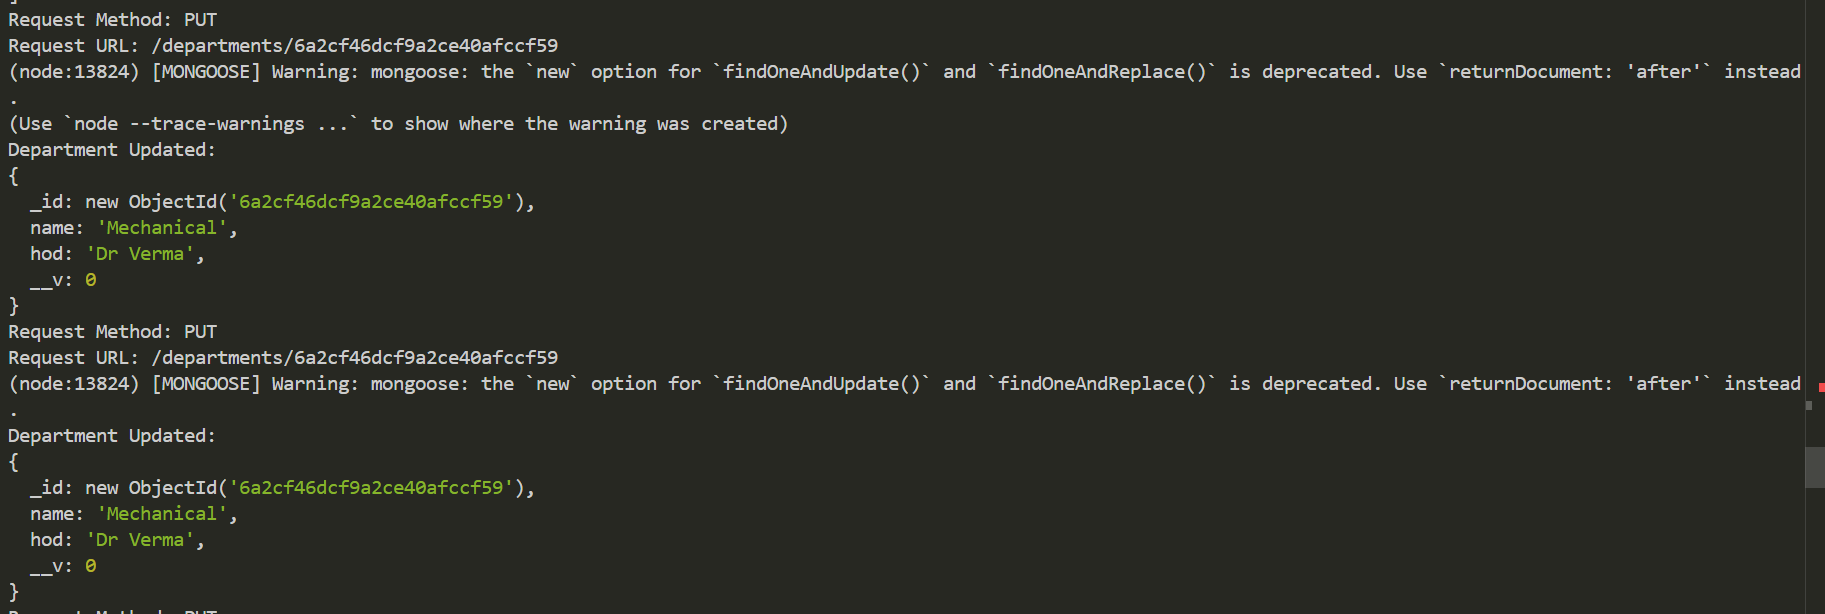 Request Method: PUT
Request URL: /departments/6a2cf46dcf9a2ce40afccf59
(node:13824) [MONGOOSE] Warning: mongoose: the `new` option for `findOneAndUpdate()` and `findOneAndReplace()` is deprecated. Use `returnDocument: 'after'` instead
.
(Use `node --trace-warnings ...` to show where the warning was created)
Department Updated:
{
  _id: new ObjectId('6a2cf46dcf9a2ce40afccf59'),
  name: 'Mechanical',
  hod: 'Dr Verma',
  __v: 0
}
Request Method: PUT
Request URL: /departments/6a2cf46dcf9a2ce40afccf59
(node:13824) [MONGOOSE] Warning: mongoose: the `new` option for `findOneAndUpdate()` and `findOneAndReplace()` is deprecated. Use `returnDocument: 'after'` instead
.
Department Updated:
{
  _id: new ObjectId('6a2cf46dcf9a2ce40afccf59'),
  name: 'Mechanical',
  hod: 'Dr Verma',
  __v: 0
}